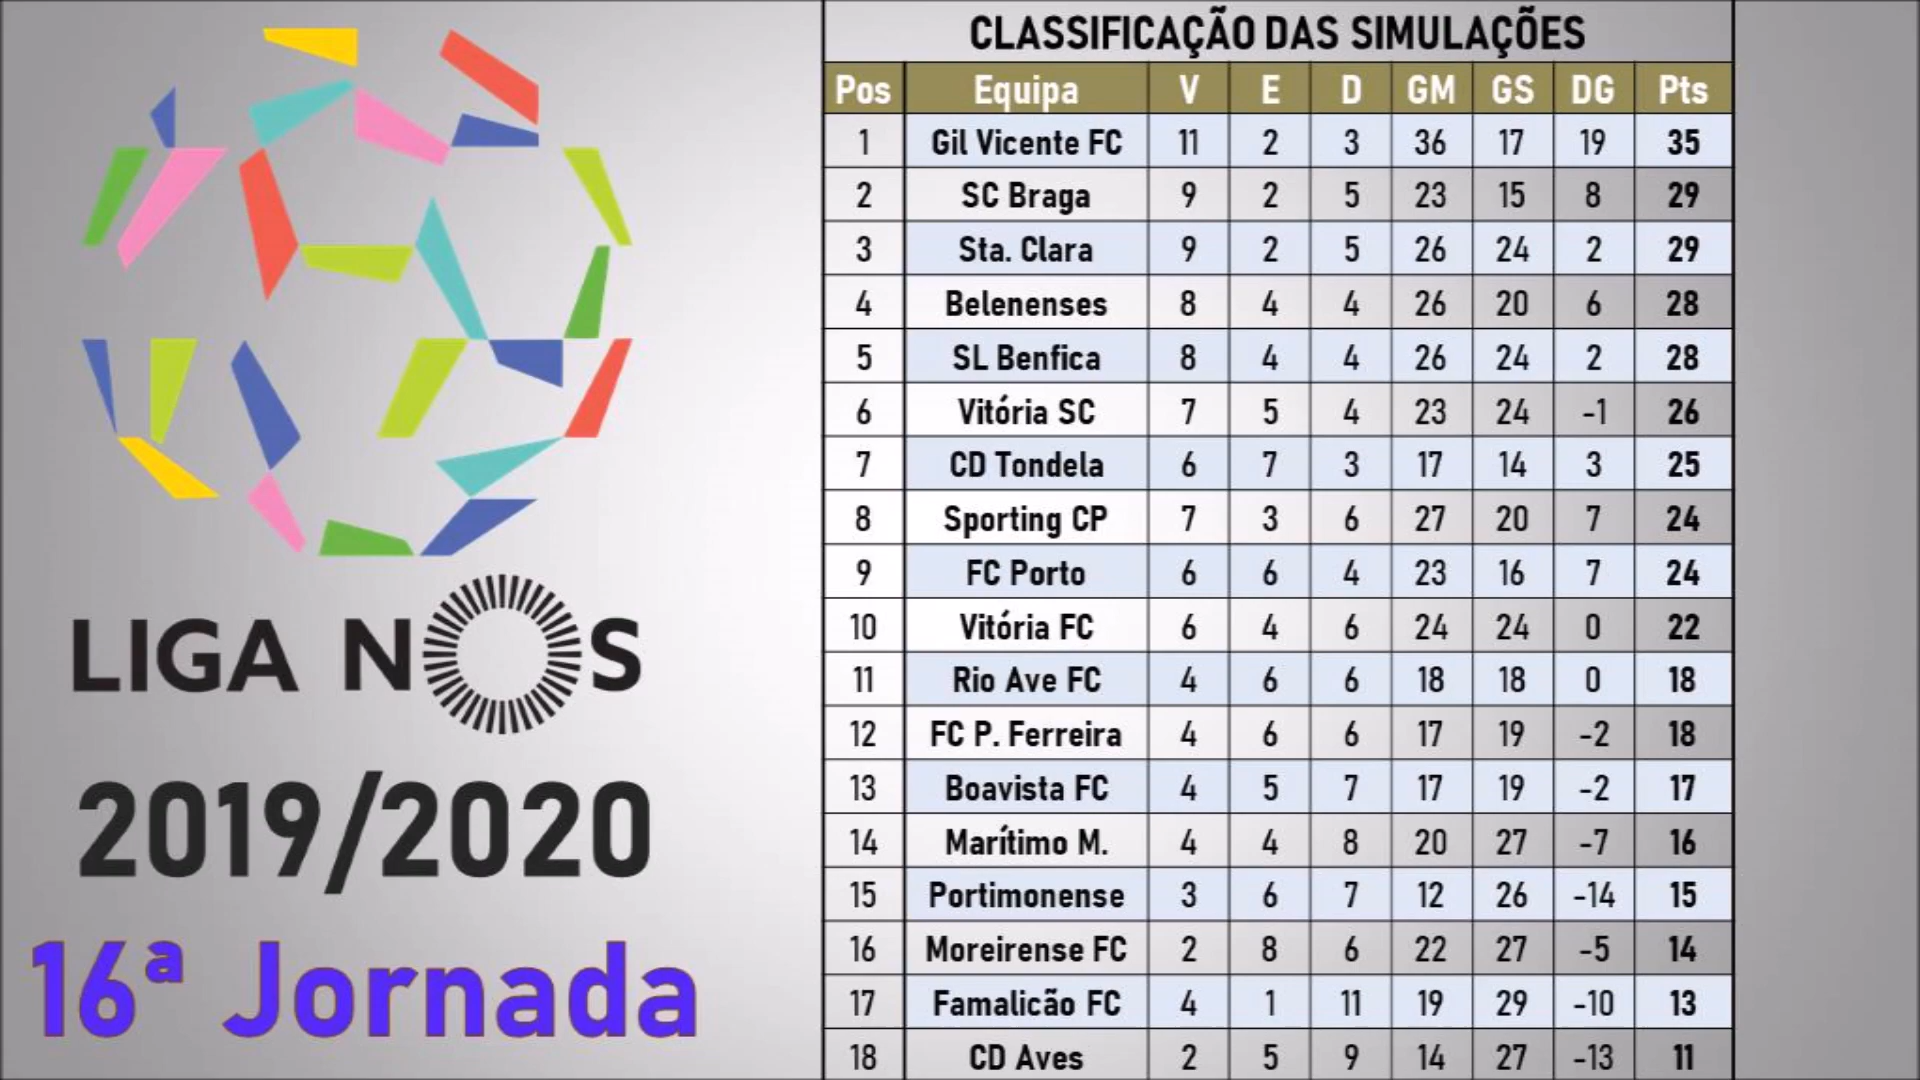 LIGA NOS
2019/2020
16ª Jornada
CLASSIFICAÇÃO DAS SIMULAÇÕES
Pos Equipa V E D GM GS DG Pts
1 Gil Vicente FC 11 2 3 36 17 19 35
2 SC Braga 9 2 5 23 15 8 29
3 Sta. Clara 9 2 5 26 24 2 29
4 Belenenses 8 4 4 26 20 6 28
5 SL Benfica 8 4 4 26 24 2 28
6 Vitória SC 7 5 4 23 24 -1 26
7 CD Tondela 6 7 3 17 14 3 25
8 Sporting CP 7 3 6 27 20 7 24
9 FC Porto 6 6 4 23 16 7 24
10 Vitória FC 6 4 6 24 24 0 22
11 Rio Ave FC 4 6 6 18 18 0 18
12 FC P. Ferreira 4 6 6 17 19 -2 18
13 Boavista FC 4 5 7 17 19 -2 17
14 Marítimo M. 4 4 8 20 27 -7 16
15 Portimonense 3 6 7 12 26 -14 15
16 Moreirense FC 2 8 6 22 27 -5 14
17 Famalicão FC 4 1 11 19 29 -10 13
18 CD Aves 2 5 9 14 27 -13 11